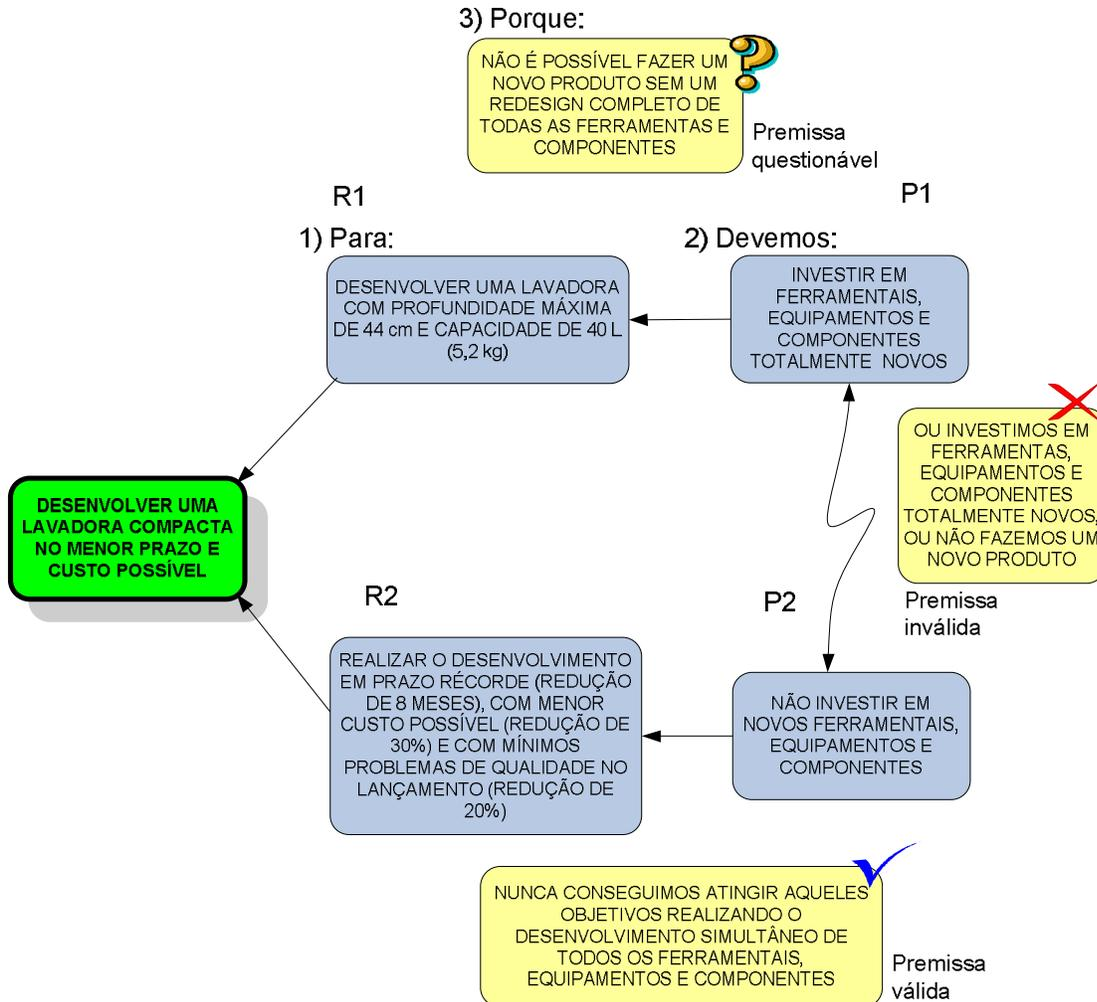 3) Porque:
NÃO É POSSÍVEL FAZER UM
NOVO PRODUTO SEM UM
REDESIGN COMPLETO DE
TODAS AS FERRAMENTAS E
COMPONENTES
Premissa
questionável
R1
P1
1) Para:
2) Devemos:
DESENVOLVER UMA LAVADORA
COM PROFUNDIDADE MÁXIMA
DE 44 cm E CAPACIDADE DE 40 L
(5,2 kg)
INVESTIR EM
FERRAMENTAIS,
EQUIPAMENTOS E
COMPONENTES
TOTALMENTE NOVOS
OU INVESTIMOS EM
FERRAMENTAS,
EQUIPAMENTOS E
COMPONENTES
TOTALMENTE NOVOS,
OU NÃO FAZEMOS UM
NOVO PRODUTO
Premissa
inválida
DESENVOLVER UMA
LAVADORA COMPACTA
NO MENOR PRAZO E
CUSTO POSSÍVEL
R2
P2
REALIZAR O DESENVOLVIMENTO
EM PRAZO RÉCORDE (REDUÇÃO
DE 8 MESES), COM MENOR
CUSTO POSSÍVEL (REDUÇÃO DE
30%) E COM MÍNIMOS
PROBLEMAS DE QUALIDADE NO
LANÇAMENTO (REDUÇÃO DE
20%)
NÃO INVESTIR EM
NOVOS FERRAMENTAIS,
EQUIPAMENTOS E
COMPONENTES
NUNCA CONSEGUIMOS ATINGIR AQUELES
OBJETIVOS REALIZANDO O
DESENVOLVIMENTO SIMULTÂNEO DE
TODOS OS FERRAMENTAIS,
EQUIPAMENTOS E COMPONENTES
Premissa
válida